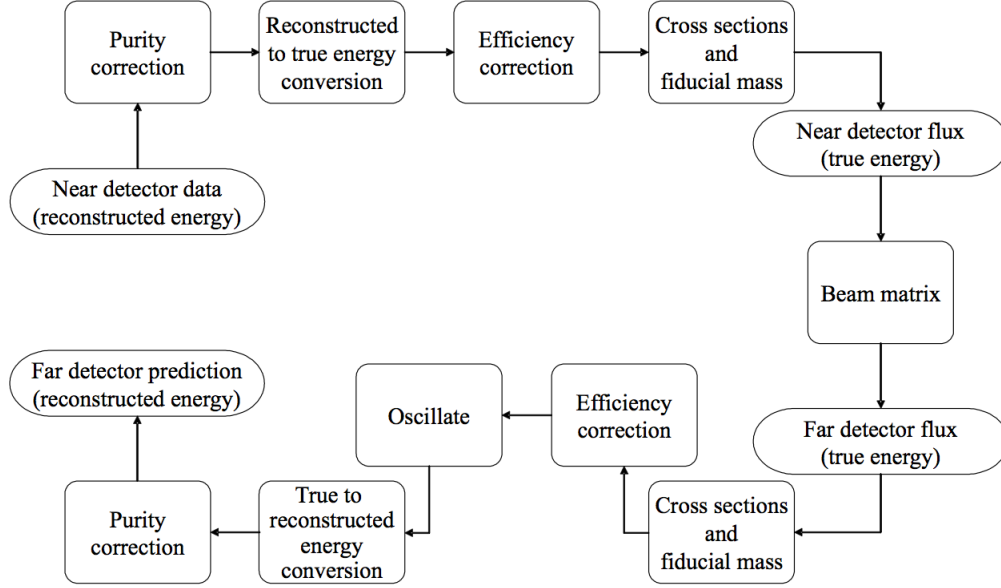 Purity
correction
Reconstructed
to true energy
conversion
Efficiency
correction
Cross sections
and
fiducial mass
Near detector data
(reconstructed energy)
Near detector flux
(true energy)
Beam matrix
Far detector prediction
(reconstructed energy)
Oscillate
Efficiency
correction
Far detector flux
(true energy)
Purity
correction
True to
reconstructed
energy
conversion
Cross sections
and
fiducial mass